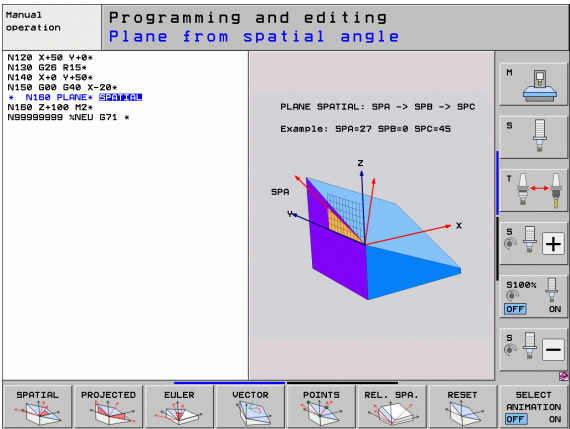 Manual
operation
Programming and editing
Plane from spatial angle
N120 X+50 Y+0*
N130 G26 R15*
N140 X+0 Y+50*
N150 G00 G40 X-20*
* N160 PLANE* SPATIAL
N160 Z+100 M2*
N99999999 %NEU G71 *
PLANE SPATIAL: SPA -> SPB -> SPC
Example: SPA=27 SPB=0 SPC=45
Z
SPA
Y
X
M
S
T
S
S100%
OFF ON
S
SPATIAL
PROJECTED
EULER
VECTOR
POINTS
REL. SPA.
RESET
SELECT
ANIMATION
OFF ON